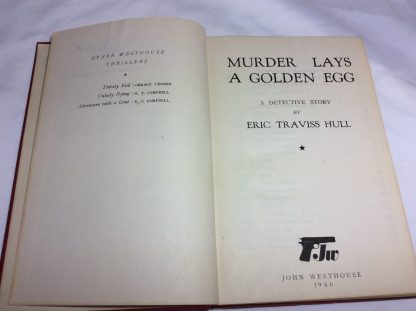 OTHER WESTHOUSE
THRILLERS
Thirsty Evil : GERALD VERNER
Unholy Dying : R. T. CAMPBELL
Adventure with a Goat : R. T. CAMPBELL
MURDER LAYS
A GOLDEN EGG
A DETECTIVE STORY
BY
ERIC TRAVISS HULL
JW
JOHN WESTHOUSE
1946